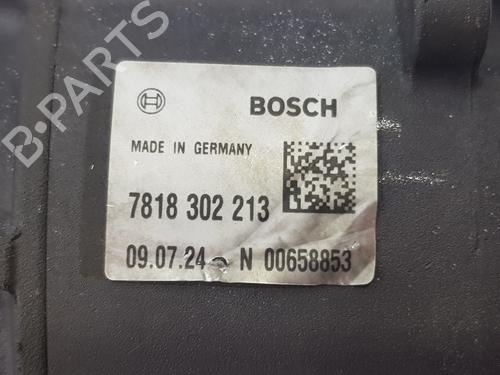 B-PARTS
BOSCH
MADE IN GERMANY
7818 302 213
09.07.24 N 00658853